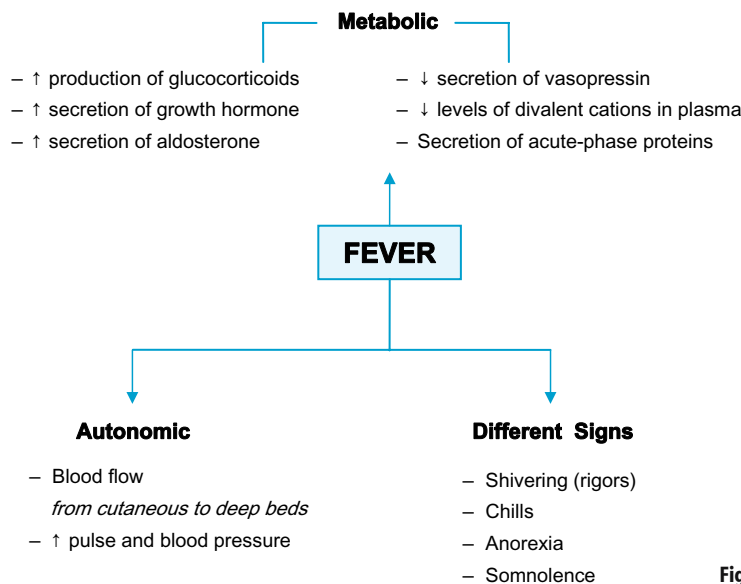 Metabolic
– ↑ production of glucocorticoids
– ↑ secretion of growth hormone
– ↑ secretion of aldosterone
– ↓ secretion of vasopressin
– ↓ levels of divalent cations in plasma
– Secretion of acute-phase proteins
FEVER
Autonomic
– Blood flow
from cutaneous to deep beds
– ↑ pulse and blood pressure
Different Signs
– Shivering (rigors)
– Chills
– Anorexia
– Somnolence
Fig